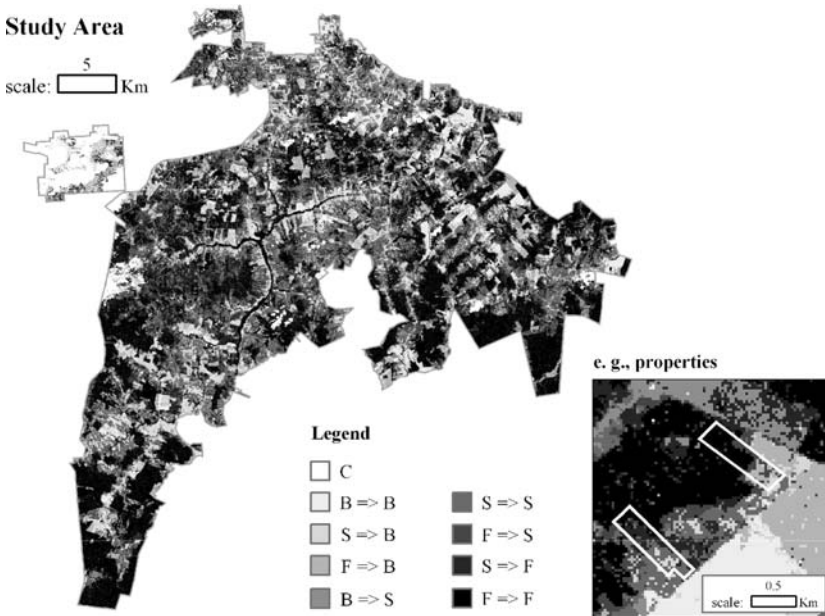 Study Area
5
scale: Km
e. g., properties
Legend
C
B => B
S => B
F => B
B => S
S => S
F => S
S => F
F => F
0.5
scale: Km